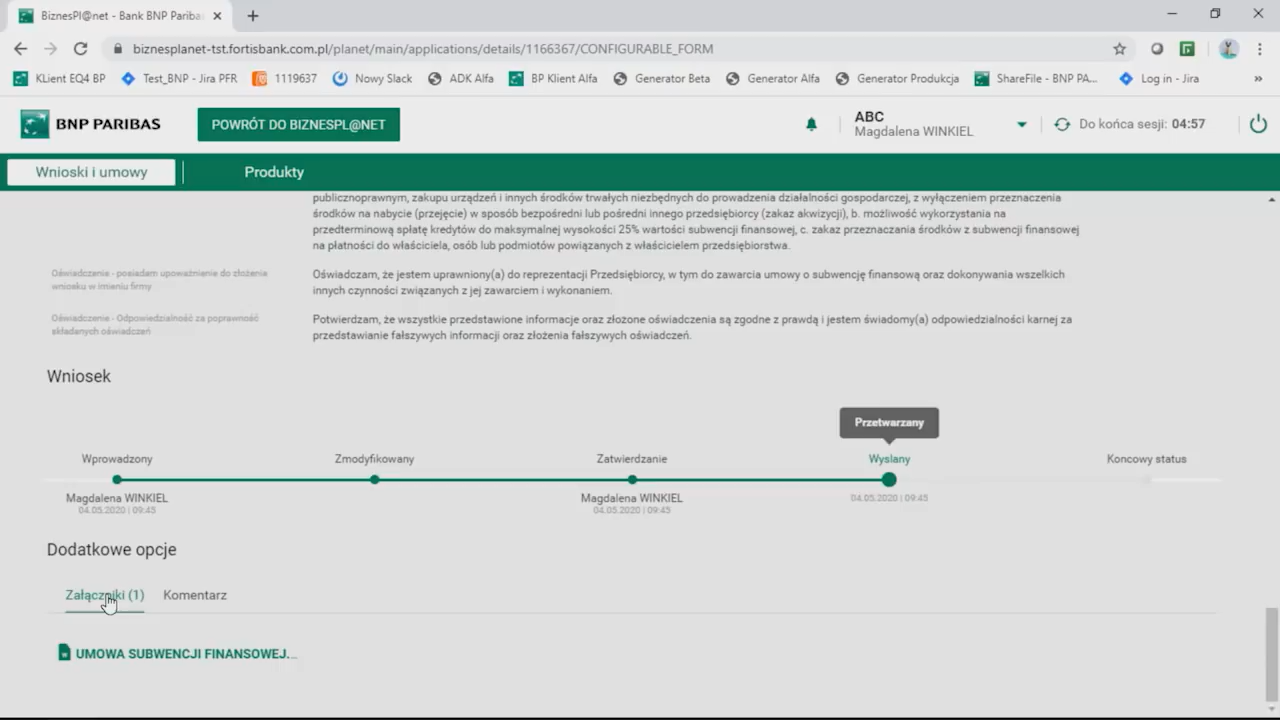 BiznesPl@net - Bank BNP Pariba
biznesplanet-tst.fortisbank.com.pl/planet/main/applications/details/1166367/CONFIGURABLE_FORM
KLient EQ4 BP
Test_BNP - Jira PFR
1119637
Nowy Slack
ADK Alfa
BP Klient Alfa
Generator Beta
Generator Alfa
Generator Produkcja
ShareFile - BNP PA...
Log in - Jira
»
BNP PARIBAS
POWRÓT DO BIZNESPL@NET
ABC
Magdalena WINKIEL
Do końca sesji: 04:57
Wnioski i umowy
Produkty
publicznoprawnym, zakupu urządzeń i innych środków trwałych niezbędnych do prowadzenia działalności gospodarczej, z wyłączeniem przeznaczenia
środków na nabycie (przejęcie) w sposób bezpośredni lub pośredni innego przedsiębiorcy (zakaz akwizycji), b. możliwość wykorzystania na
przedterminową spłatę kredytów do maksymalnej wysokości 25% wartości subwencji finansowej, c. zakaz przeznaczania środków z subwencji finansowej
na płatności do właściciela, osób lub podmiotów powiązanych z właścicielem przedsiębiorstwa.
Oświadczenie - posiadam upoważnienie do złożenia
wniosku w imieniu firmy
Oświadczam, że jestem uprawniony(a) do reprezentacji Przedsiębiorcy, w tym do zawarcia umowy o subwencję finansową oraz dokonywania wszelkich
innych czynności związanych z jej zawarciem i wykonaniem.
Oświadczenie - Odpowiedzialność za poprawność
składanych oświadczeń
Potwierdzam, że wszystkie przedstawione informacje oraz złożone oświadczenia są zgodne z prawdą i jestem świadomy(a) odpowiedzialności karnej za
przedstawianie fałszywych informacji oraz złożenia fałszywych oświadczeń.
Wniosek
Przetwarzany
Wprowadzony
Zmodyfikowany
Zatwierdzanie
Wyslany
Koncowy status
Magdalena WINKIEL
04.05.2020 | 09:45
Magdalena WINKIEL
04.05.2020 | 09:45
04.05.2020 | 09:45
Dodatkowe opcje
Załączniki (1)
Komentarz
UMOWA SUBWENCJI FINANSOWEJ...